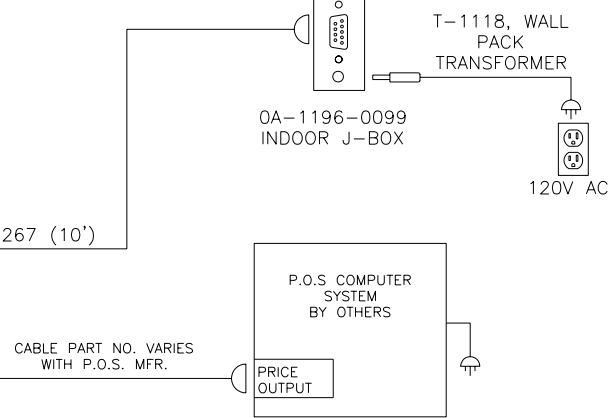 T-1118, WALL
PACK
TRANSFORMER
0A-1196-0099
INDOOR J-BOX
120V AC
267 (10')
P.O.S COMPUTER
SYSTEM
BY OTHERS
CABLE PART NO. VARIES
WITH P.O.S. MFR.
PRICE
OUTPUT